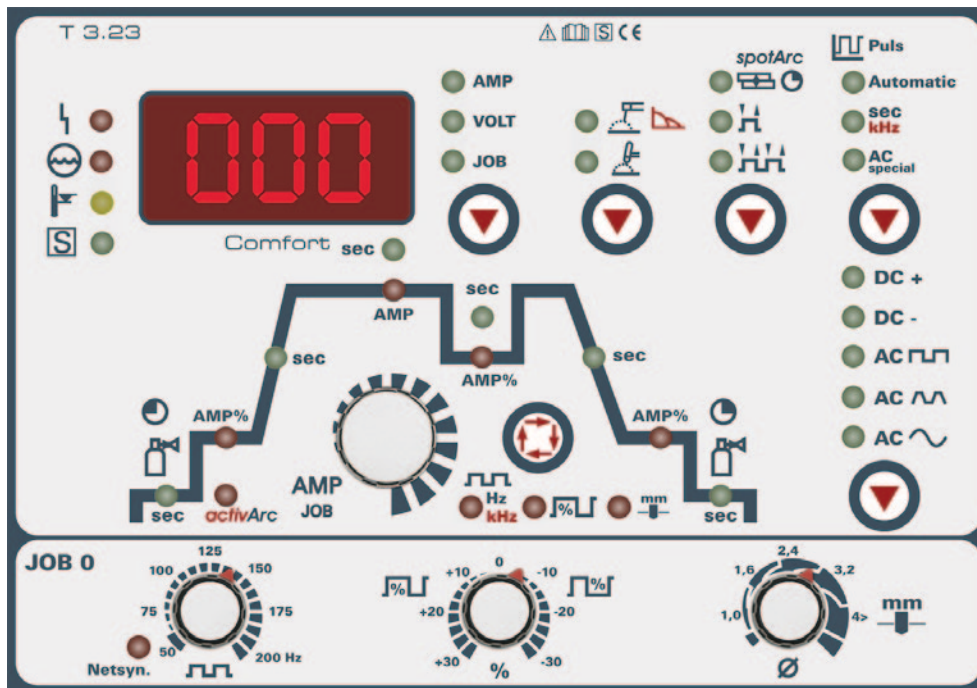 T 3.23
S CE
Puls
spotArc
AMP
Automatic
VOLT
sec
kHz
JOB
AC
special
000
S
Comfort
sec
DC +
sec
AMP
DC -
sec
sec
AC
AMP%
AC
AMP%
AMP%
AC
AMP
JOB
Hz
kHz
%
mm
sec
activArc
sec
JOB 0
50
75
100
125
150
175
200 Hz
Netsyn.
%
+30
+20
+10
0
-10
-20
-30
%
%
1,0
1,6
2,4
3,2
4>
Ø
mm